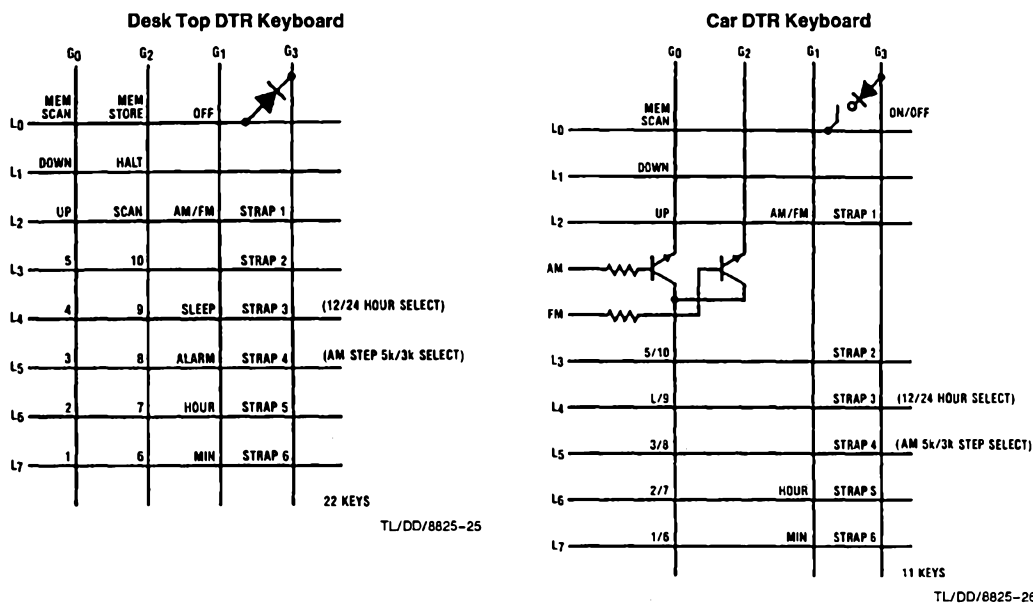 Desk Top DTR Keyboard
G0 G2 G1 G3
MEM SCAN
MEM STORE
OFF
L0
L1 DOWN HALT
L2 UP SCAN AM/FM STRAP 1
L3 5 10 STRAP 2
L4 4 9 SLEEP STRAP 3 (12/24 HOUR SELECT)
L5 3 8 ALARM STRAP 4 (AM STEP 5k/3k SELECT)
L6 2 7 HOUR STRAP 5
L7 1 6 MIN STRAP 6
22 KEYS
TL/DD/8825-25
Car DTR Keyboard
G0 G2 G1 G3
MEM SCAN
ON/OFF
L0
L1 DOWN
L2 UP AM/FM STRAP 1
AM
FM
L3 5/10 STRAP 2
L4 L/9 STRAP 3 (12/24 HOUR SELECT)
L5 3/8 STRAP 4 (AM 5k/3k STEP SELECT)
L6 2/7 HOUR STRAP S
L7 1/6 MIN STRAP 6
11 KEYS
TL/DD/8825-26